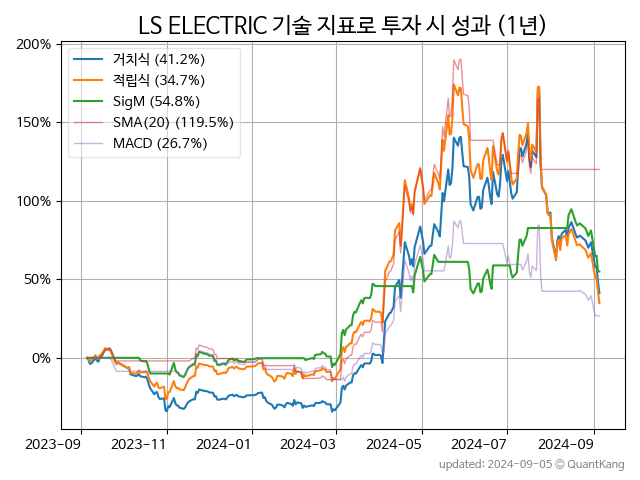 LS ELECTRIC 기술 지표로 투자 시 성과 (1년)
200%
150%
100%
50%
0%
거치식 (41.2%)
적립식 (34.7%)
SigM (54.8%)
SMA(20) (119.5%)
MACD (26.7%)
2023-09 2023-11 2024-01 2024-03 2024-05 2024-07 2024-09
updated: 2024-09-05 © QuantKang